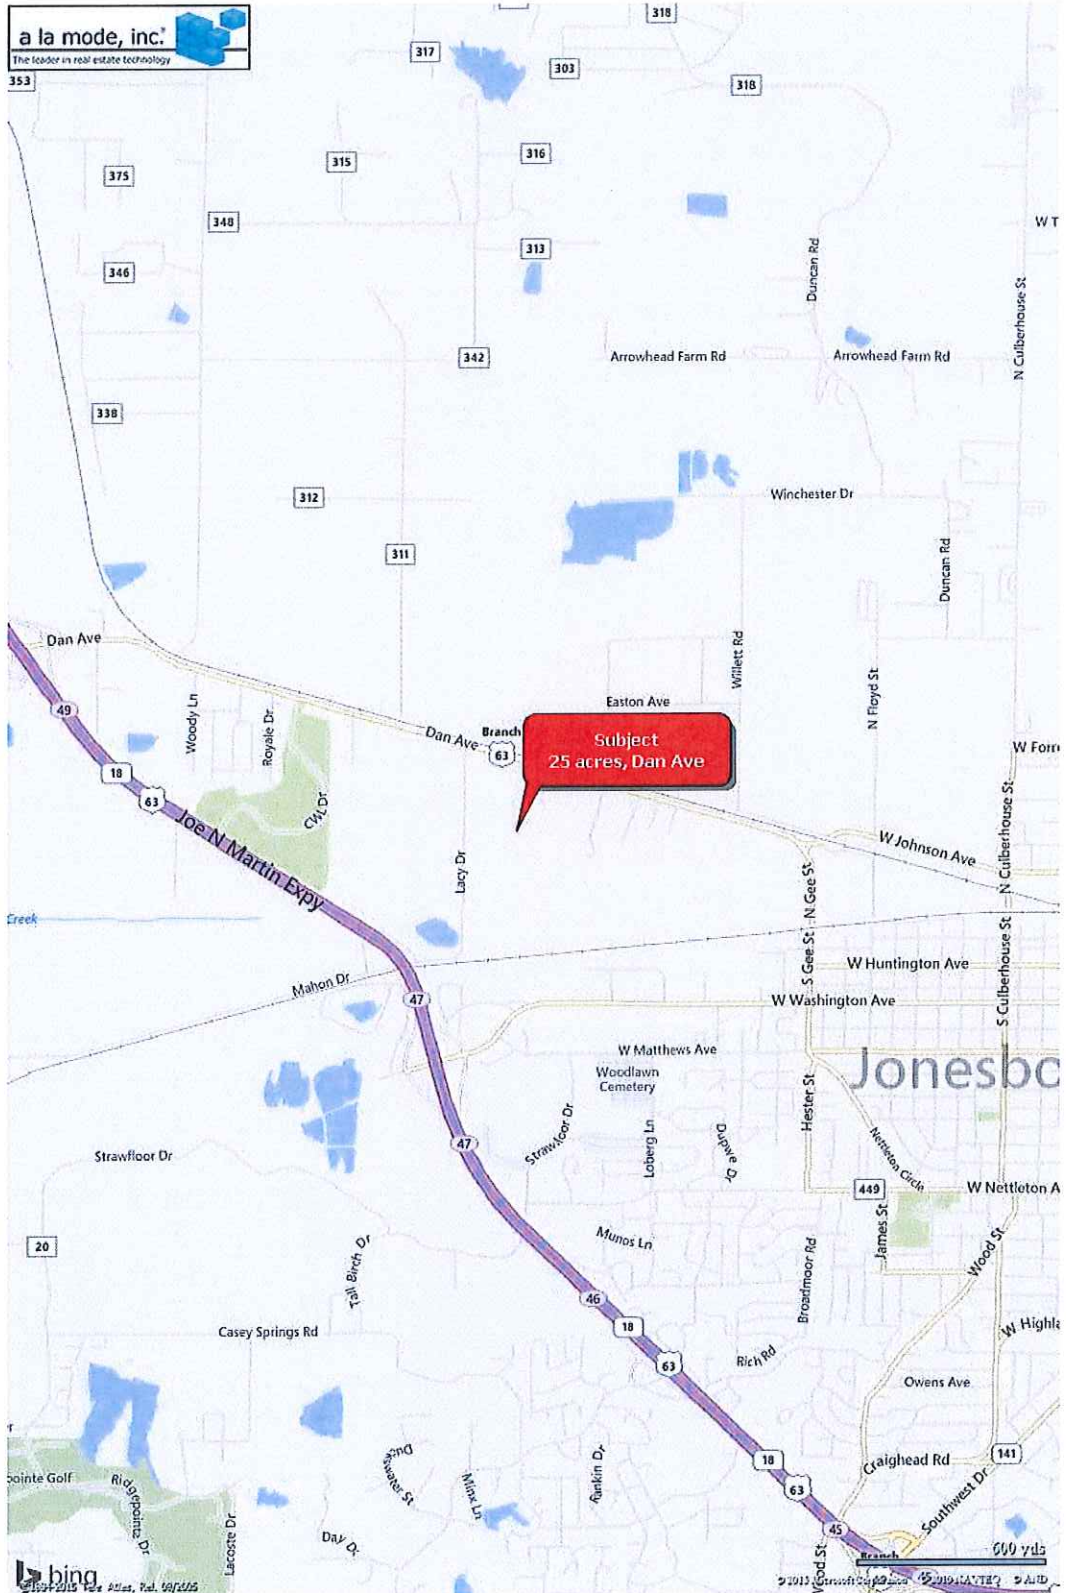 318
a la mode, inc.
The leader in real estate technology
317
303
353
318
316
315
375
348
W T
313
346
Duncan Rd
N Culberhouse St
342
Arrowhead Farm Rd
Arrowhead Farm Rd
338
312
Winchester Dr
311
Duncan Rd
Dan Ave
Willett Rd
N Floyd St
Easton Ave
49
Woody Ln
Royale Dr
Dan Ave
Branch
63
Subject
25 acres, Dan Ave
W Forr
18
63
CWL Dr
Joe N Martin Expy
W Johnson Ave
N Culberhouse St
Lacy Dr
N Gee St
Creek
S Gee St
S Culberhouse St
W Huntington Ave
Mahon Dr
47
W Washington Ave
W Matthews Ave
Woodlawn
Cemetery
Jonesbo
Hester St
Strawfloor Dr
Loberg Ln
Dupwe Dr
47
Nettleton Circle
Strawfloor Dr
449
W Nettleton A
James St
20
Munos Ln
Wood St
Tall Birch Dr
Broadmoor Rd
46
18
Casey Springs Rd
W Highla
63
Rich Rd
Owens Ave
141
Craighead Rd
18
pointe Golf
Ridgepointe Dr
Rankin Dr
63
Minx Ln
Southwest Dr
Lacoste Dr
45
600 yds
Branch
bing